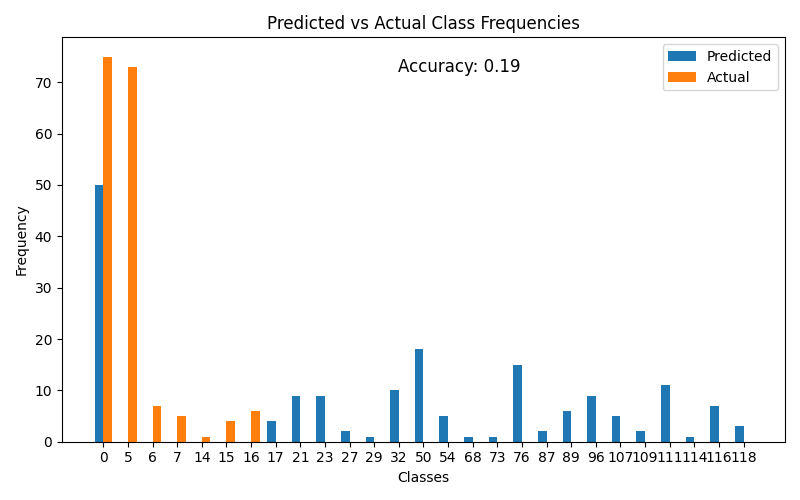 Predicted vs Actual Class Frequencies
Accuracy: 0.19
Predicted
Actual
Frequency
70
60
50
40
30
20
10
0
0 5 6 7 14 15 16 17 21 23 27 29 32 50 54 68 73 76 87 89 96 107 109 111 114 116 118
Classes